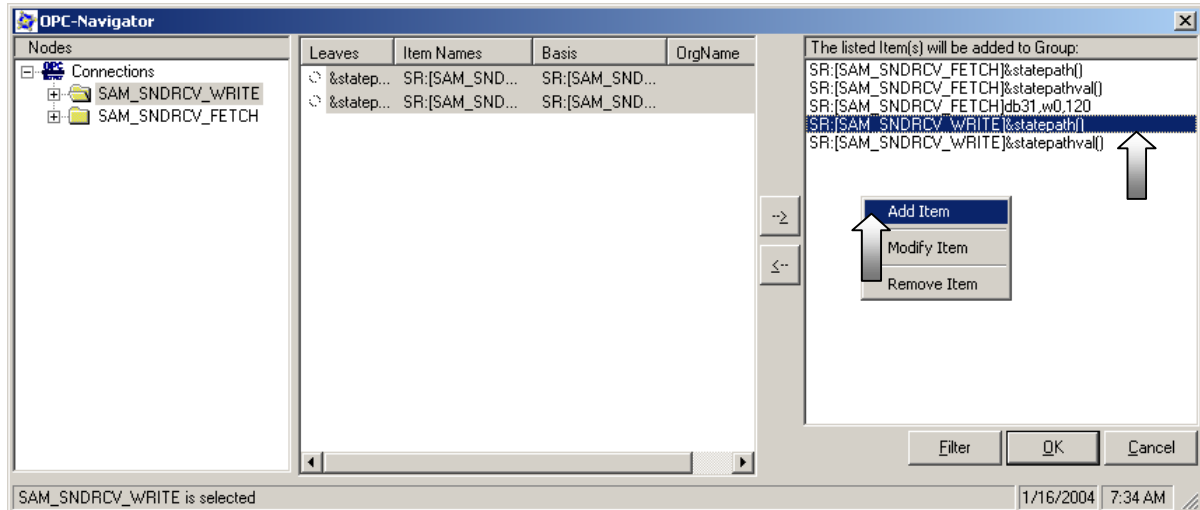 OPC-Navigator
Nodes
Connections
SAM_SNDRCV_WRITE
SAM_SNDRCV_FETCH
Leaves Item Names Basis OrgName
&statep... SR:[SAM_SND... SR:[SAM_SND...
&statep... SR:[SAM_SND... SR:[SAM_SND...
-->
<--
The listed Item(s) will be added to Group:
SR:[SAM_SNDRCV_FETCH]&statepath()
SR:[SAM_SNDRCV_FETCH]&statepathval()
SR:[SAM_SNDRCV_FETCH]db31,w0,120
SR:[SAM_SNDRCV_WRITE]&statepath()
SR:[SAM_SNDRCV_WRITE]&statepathval()
Add Item
Modify Item
Remove Item
Filter OK Cancel
SAM_SNDRCV_WRITE is selected 1/16/2004 7:34 AM